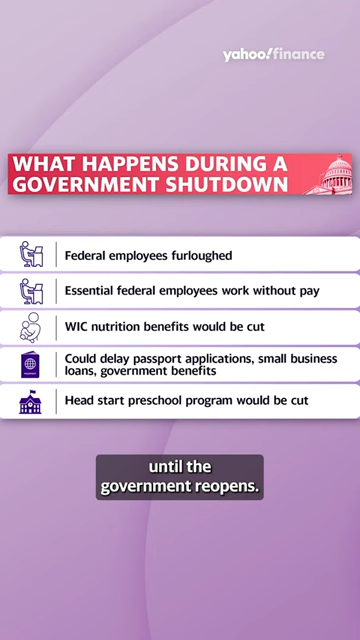 yahoo!finance
WHAT HAPPENS DURING A
GOVERNMENT SHUTDOWN
Federal employees furloughed
Essential federal employees work without pay
WIC nutrition benefits would be cut
Could delay passport applications, small business
loans, government benefits
Head start preschool program would be cut
until the
government reopens.